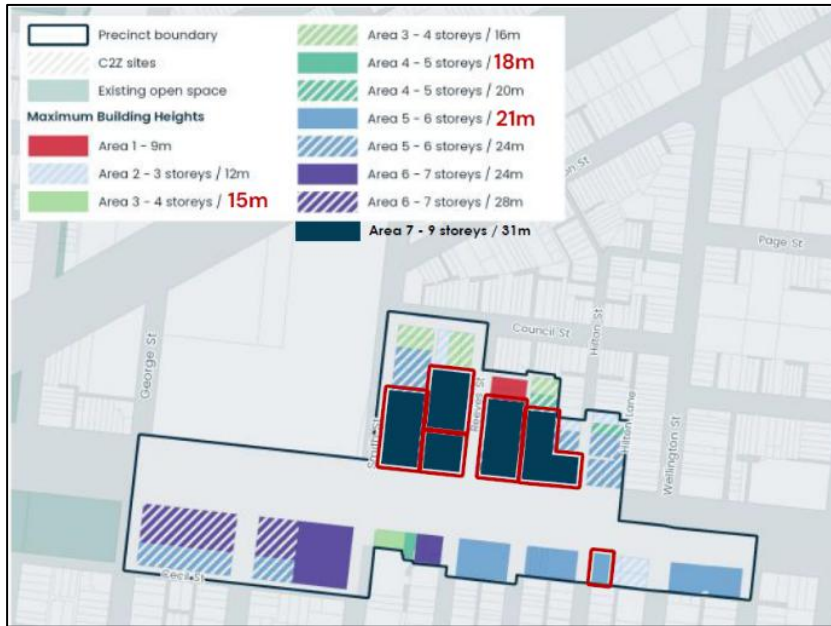 Precinct boundary
C2Z sites
Existing open space
Maximum Building Heights
Area 1 - 9m
Area 2 - 3 storeys / 12m
Area 3 - 4 storeys / 15m
Area 3 - 4 storeys / 16m
Area 4 - 5 storeys / 18m
Area 4 - 5 storeys / 20m
Area 5 - 6 storeys / 21m
Area 5 - 6 storeys / 24m
Area 6 - 7 storeys / 24m
Area 6 - 7 storeys / 28m
Area 7 - 9 storeys / 31m
Page St
Council St
Hilton St
George St
Reeves St
Smith St
Hilton Lane
Wellington St
Cecil St